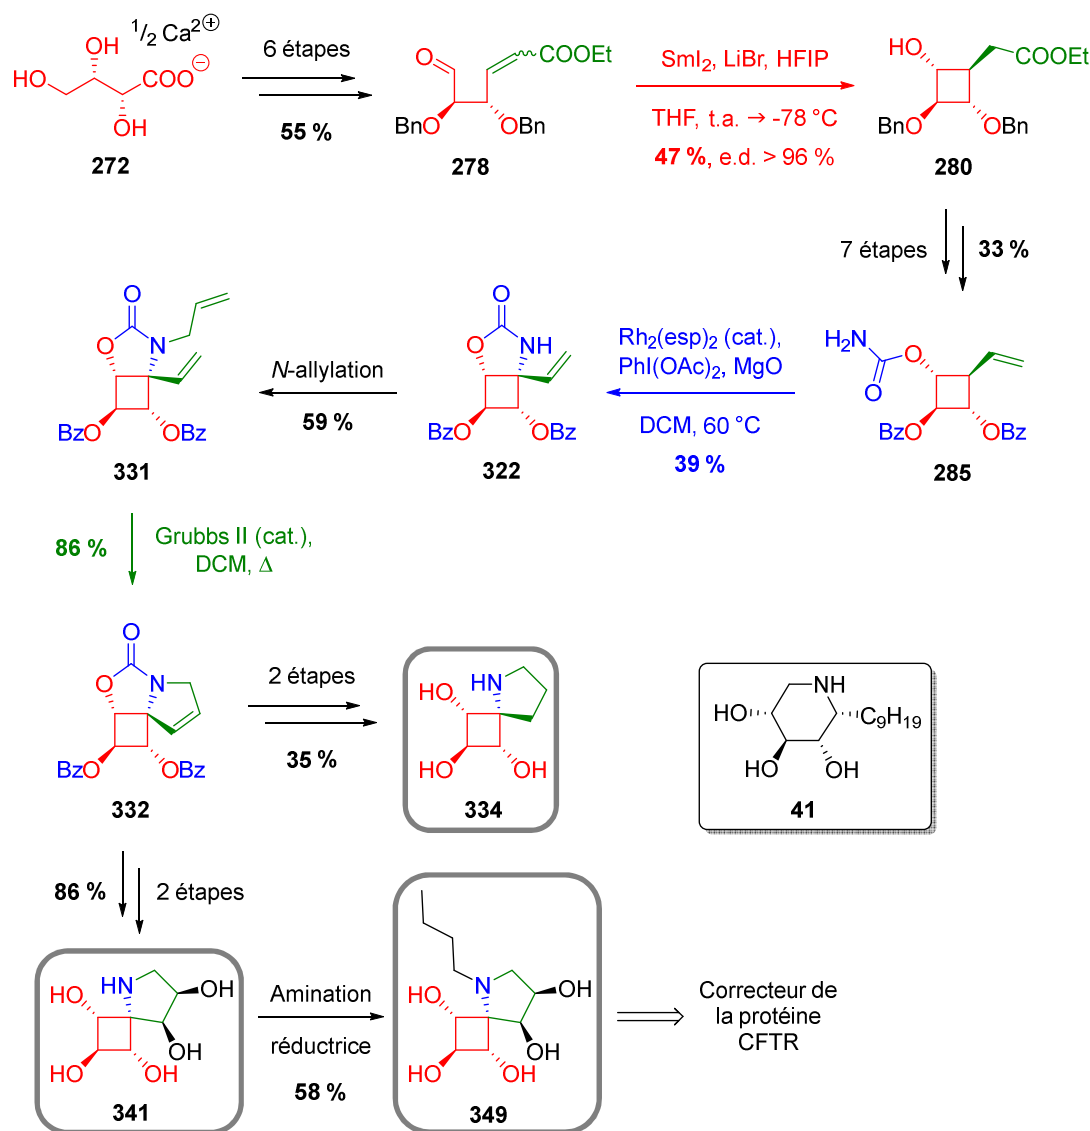 1/2 Ca2⊕
OH
HO
COO⊖
OH
272
6 étapes
55 %
O
COOEt
BnO
OBn
278
SmI2, LiBr, HFIP
THF, t.a. → -78 °C
47 %, e.d. > 96 %
HO
COOEt
BnO
OBn
280
7 étapes
33 %
O
O
N
BzO
OBz
331
N-allylation
59 %
O
O
NH
BzO
OBz
322
Rh2(esp)2 (cat.),
PhI(OAc)2, MgO
DCM, 60 °C
39 %
H2N
O
O
BzO
OBz
285
86 %
Grubbs II (cat.),
DCM, Δ
O
O
N
BzO
OBz
332
2 étapes
35 %
HN
HO
HO
OH
334
NH
HO
C9H19
HO
OH
41
86 %
2 étapes
HN
HO
OH
OH
HO
OH
341
Amination
réductrice
58 %
N
HO
OH
OH
HO
OH
349
Correcteur de
la protéine
CFTR